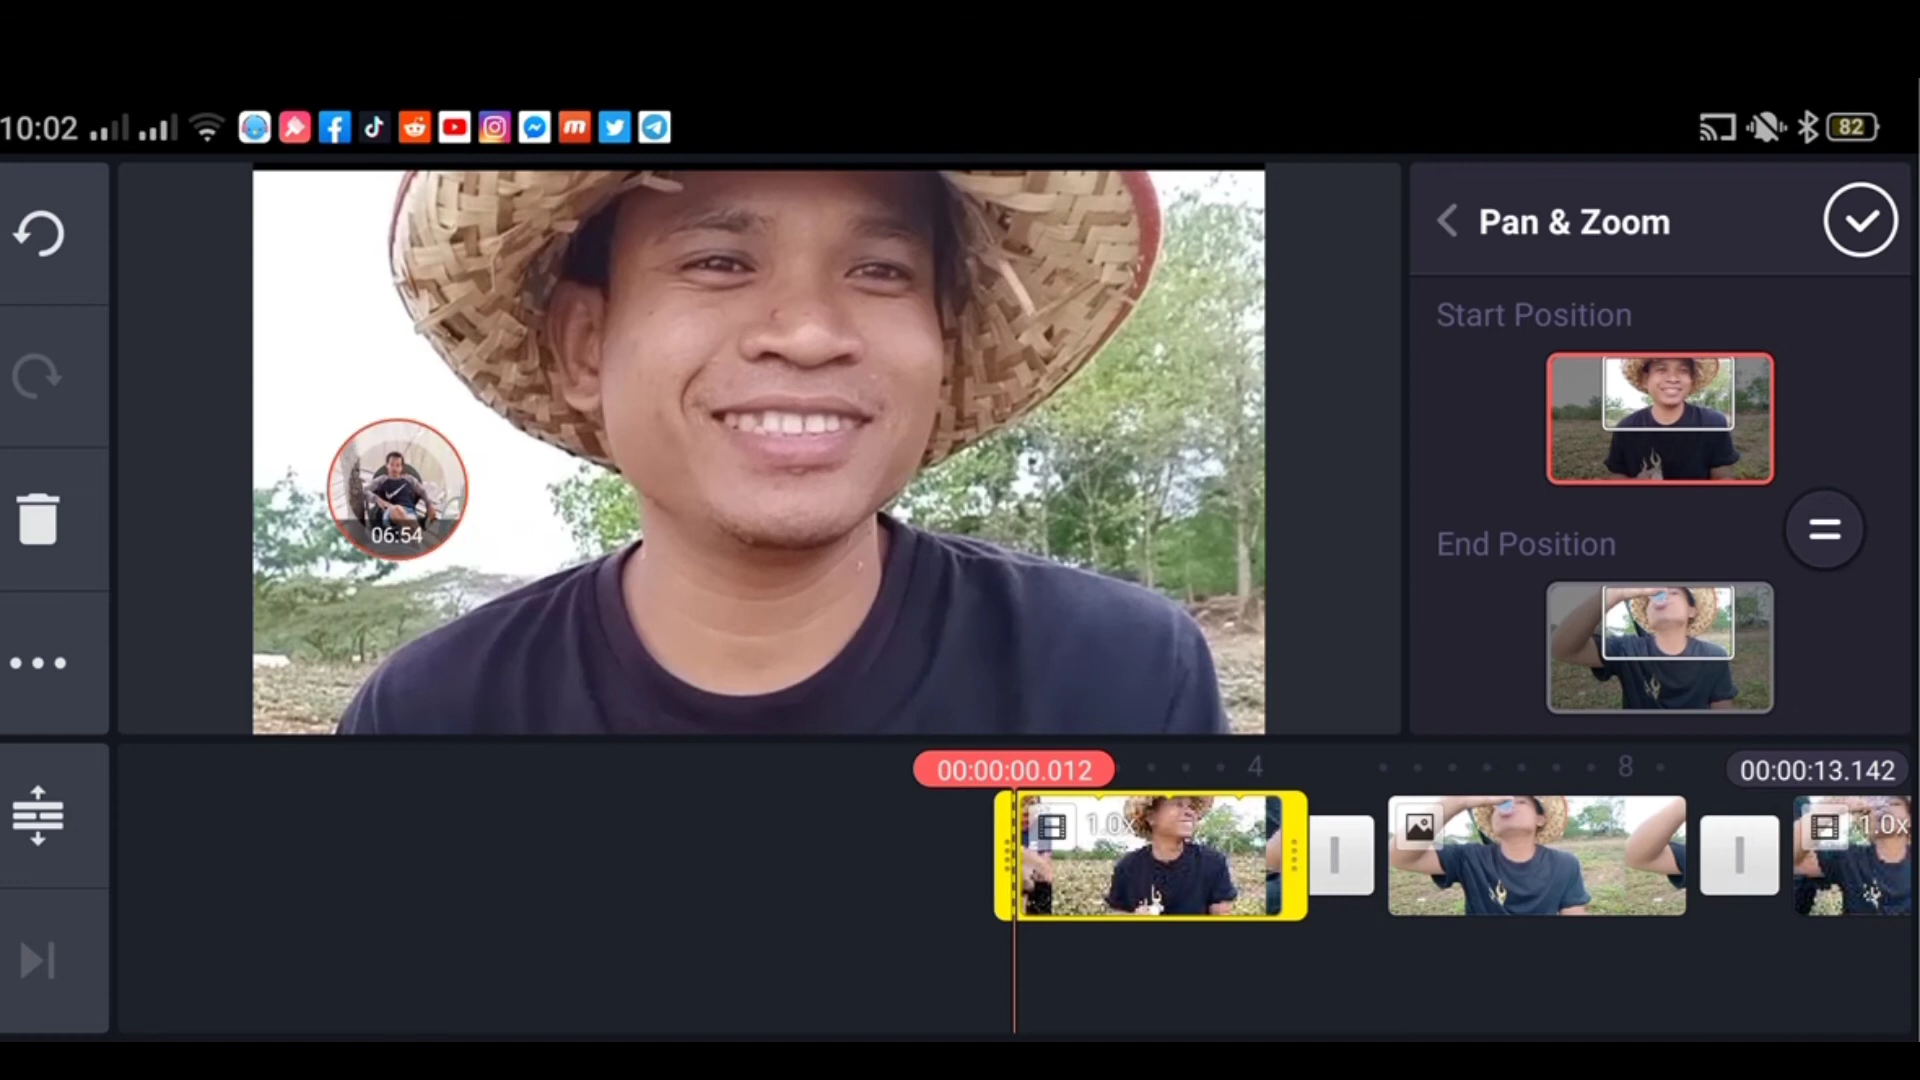 10:02
82
Pan & Zoom
Start Position
06:54
End Position
00:00:00.012
4
8
00:00:13.142
1.0x
1.0x